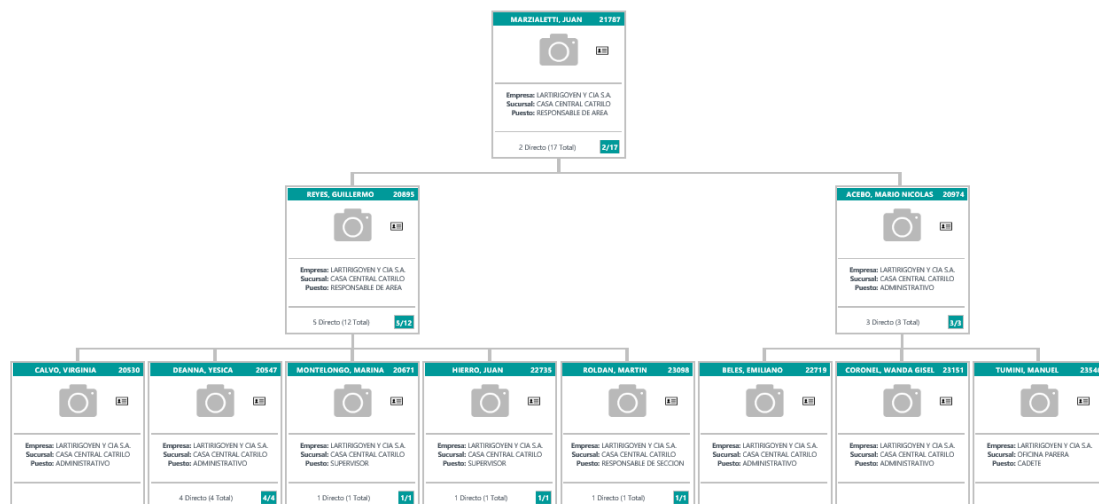 MARZIALETTI, JUAN 21787
Empresa: LARTIRIGOYEN Y CIA S.A.
Sucursal: CASA CENTRAL CATRILO
Puesto: RESPONSABLE DE AREA
2 Directo (17 Total) 2/17
REYES, GUILLERMO 20895
Empresa: LARTIRIGOYEN Y CIA S.A.
Sucursal: CASA CENTRAL CATRILO
Puesto: RESPONSABLE DE AREA
5 Directo (12 Total) 5/12
ACEBO, MARIO NICOLAS 20974
Empresa: LARTIRIGOYEN Y CIA S.A.
Sucursal: CASA CENTRAL CATRILO
Puesto: ADMINISTRATIVO
3 Directo (3 Total) 3/3
CALVO, VIRGINIA 20530
Empresa: LARTIRIGOYEN Y CIA S.A.
Sucursal: CASA CENTRAL CATRILO
Puesto: ADMINISTRATIVO
DEANNA, YESICA 20547
Empresa: LARTIRIGOYEN Y CIA S.A.
Sucursal: CASA CENTRAL CATRILO
Puesto: ADMINISTRATIVO
4 Directo (4 Total) 4/4
MONTELONGO, MARINA 20671
Empresa: LARTIRIGOYEN Y CIA S.A.
Sucursal: CASA CENTRAL CATRILO
Puesto: SUPERVISOR
1 Directo (1 Total) 1/1
HIERRO, JUAN 22735
Empresa: LARTIRIGOYEN Y CIA S.A.
Sucursal: CASA CENTRAL CATRILO
Puesto: SUPERVISOR
1 Directo (1 Total) 1/1
ROLDAN, MARTIN 23098
Empresa: LARTIRIGOYEN Y CIA S.A.
Sucursal: CASA CENTRAL CATRILO
Puesto: RESPONSABLE DE SECCION
1 Directo (1 Total) 1/1
BELES, EMILIANO 22719
Empresa: LARTIRIGOYEN Y CIA S.A.
Sucursal: CASA CENTRAL CATRILO
Puesto: ADMINISTRATIVO
CORONEL, WANDA GISEL 23151
Empresa: LARTIRIGOYEN Y CIA S.A.
Sucursal: CASA CENTRAL CATRILO
Puesto: ADMINISTRATIVO
TUMINI, MANUEL 23540
Empresa: LARTIRIGOYEN Y CIA S.A.
Sucursal: OFICINA PARERA
Puesto: CADETE